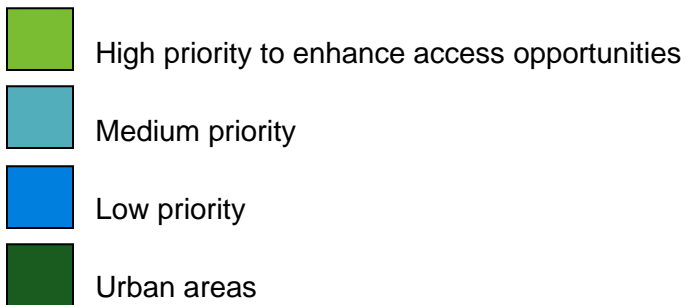 High priority to enhance access opportunities
Medium priority
Low priority
Urban areas